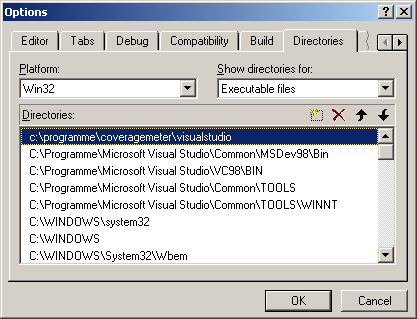 Options
Editor Tabs Debug Compatibility Build Directories
Platform: Show directories for:
Win32 Executable files
Directories:
c:\programme\coveragemeter\visualstudio
C:\Programme\Microsoft Visual Studio\Common\MSDev98\Bin
C:\Programme\Microsoft Visual Studio\VC98\BIN
C:\Programme\Microsoft Visual Studio\Common\TOOLS
C:\Programme\Microsoft Visual Studio\Common\TOOLS\WINNT
C:\WINDOWS\system32
C:\WINDOWS
C:\WINDOWS\System32\Wbem
OK Cancel